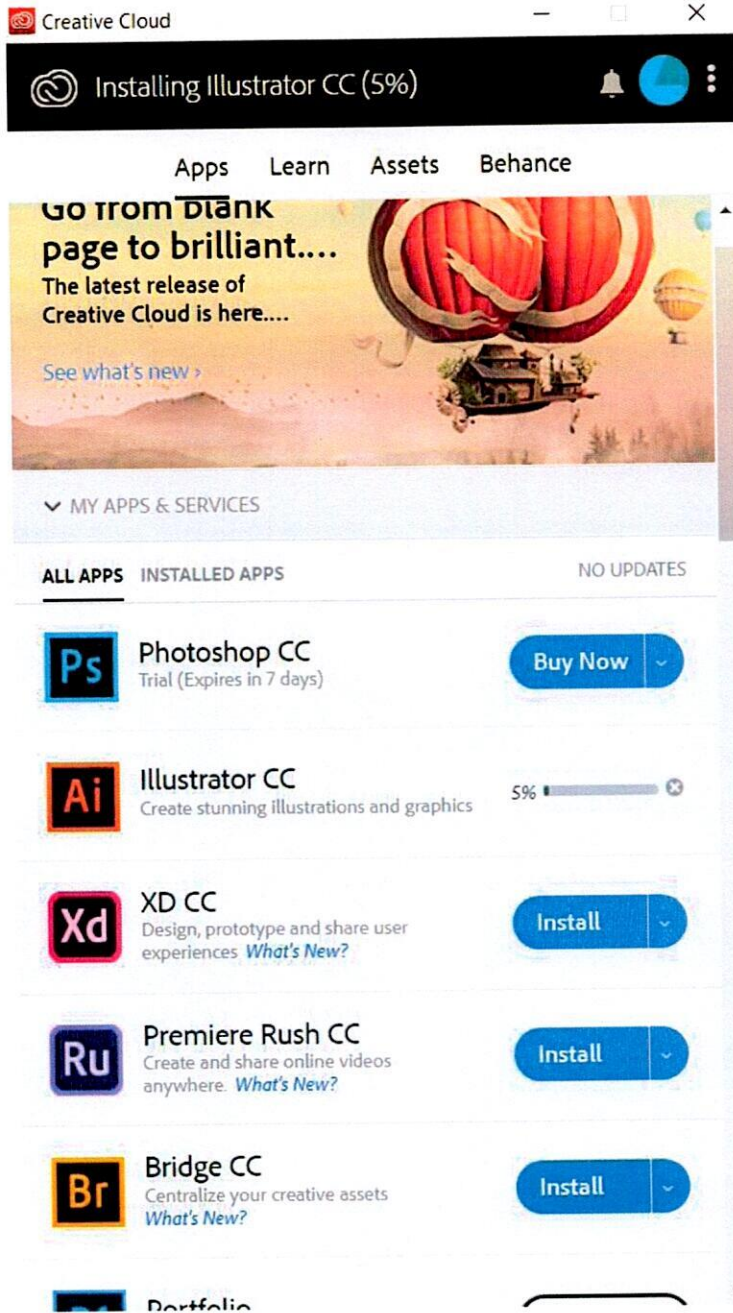 Creative Cloud
Installing Illustrator CC (5%)
Apps Learn Assets Behance
Go from blank
page to brilliant....
The latest release of
Creative Cloud is here....
See what's new ›
MY APPS & SERVICES
ALL APPS INSTALLED APPS NO UPDATES
Ps
Photoshop CC
Trial (Expires in 7 days)
Buy Now
Ai
Illustrator CC
Create stunning illustrations and graphics
5%
Xd
XD CC
Design, prototype and share user
experiences What's New?
Install
Ru
Premiere Rush CC
Create and share online videos
anywhere. What's New?
Install
Br
Bridge CC
Centralize your creative assets
What's New?
Install
Portfolio